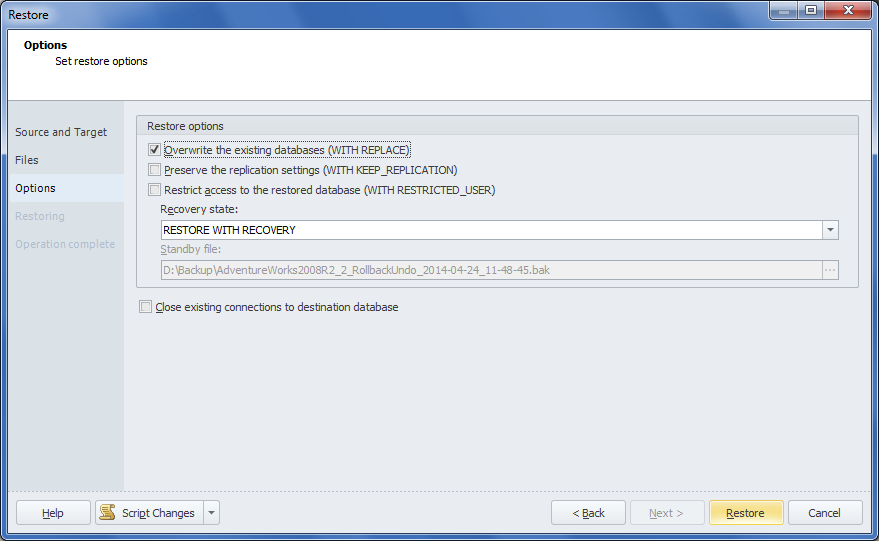 Restore
Options
Set restore options
Source and Target
Files
Options
Restoring
Operation complete
Restore options
Overwrite the existing databases (WITH REPLACE)
Preserve the replication settings (WITH KEEP_REPLICATION)
Restrict access to the restored database (WITH RESTRICTED_USER)
Recovery state:
RESTORE WITH RECOVERY
Standby file:
D:\Backup\AdventureWorks2008R2_2_RollbackUndo_2014-04-24_11-48-45.bak
...
Close existing connections to destination database
Help
Script Changes
< Back
Next >
Restore
Cancel